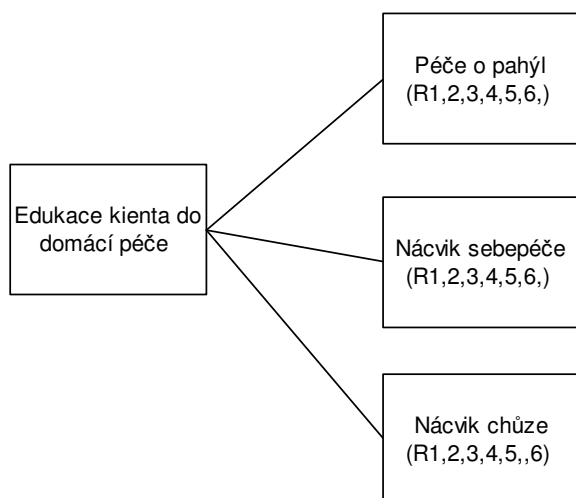 Péče o pahýl
(R1,2,3,4,5,6,)
Edukace kienta do
domácí péče
Nácvik sebepéče
(R1,2,3,4,5,6,)
Nácvik chůze
(R1,2,3,4,5,,6)